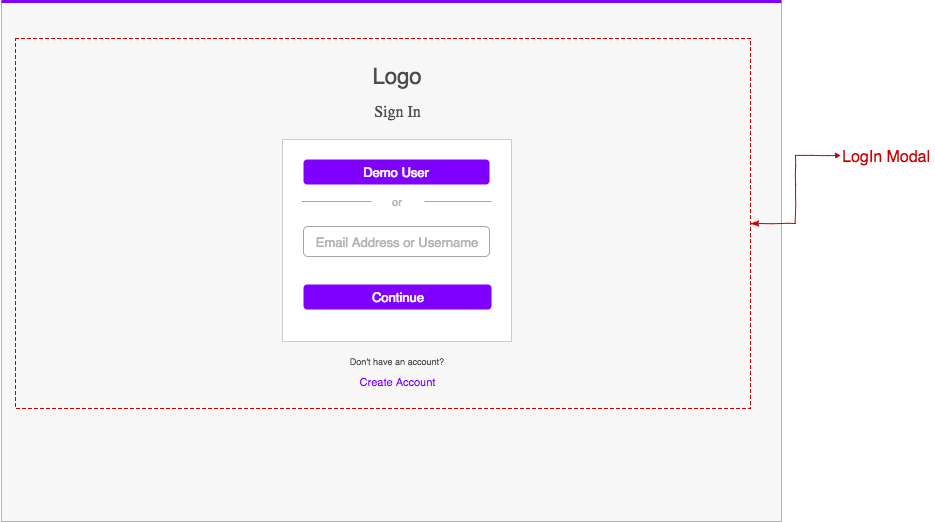 Logo
Sign In
LogIn Modal
Demo User
or
Email Address or Username
Continue
Don't have an account?
Create Account